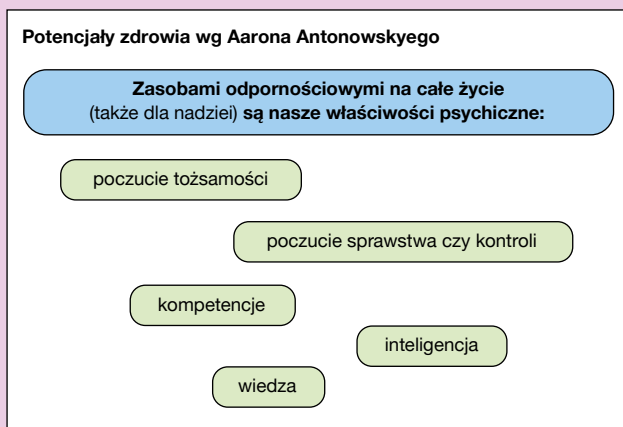 Potencjały zdrowia wg Aarona Antonowskyego
Zasobami odpornościowymi na całe życie
(także dla nadziei) są nasze właściwości psychiczne:
poczucie tożsamości
poczucie sprawstwa czy kontroli
kompetencje
inteligencja
wiedza